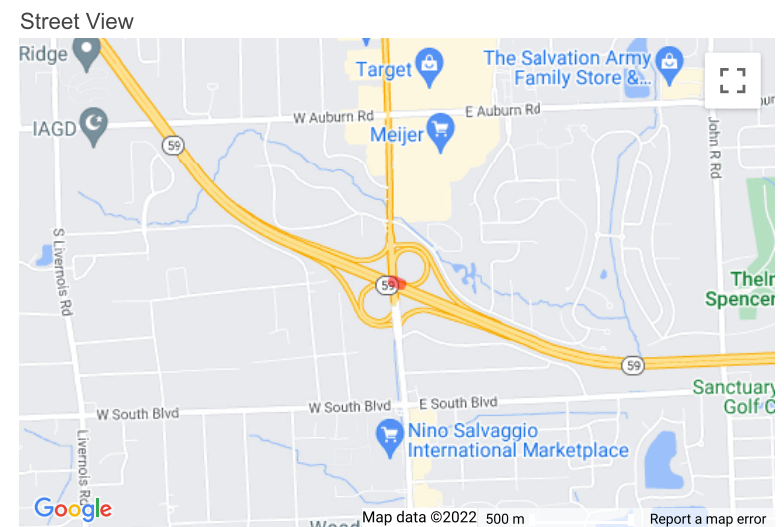 Street View
Ridge
Target
The Salvation Army
Family Store &...
W Auburn Rd
E Auburn Rd
IAGD
Meijer
John R Rd
59
S Livernois Rd
59
Spencer
59
Sanctuary
W South Blvd
W South Blvd
E South Blvd
Livernois Rd
Nino Salvaggio
International Marketplace
Google
Map data ©2022
500 m
Report a map error